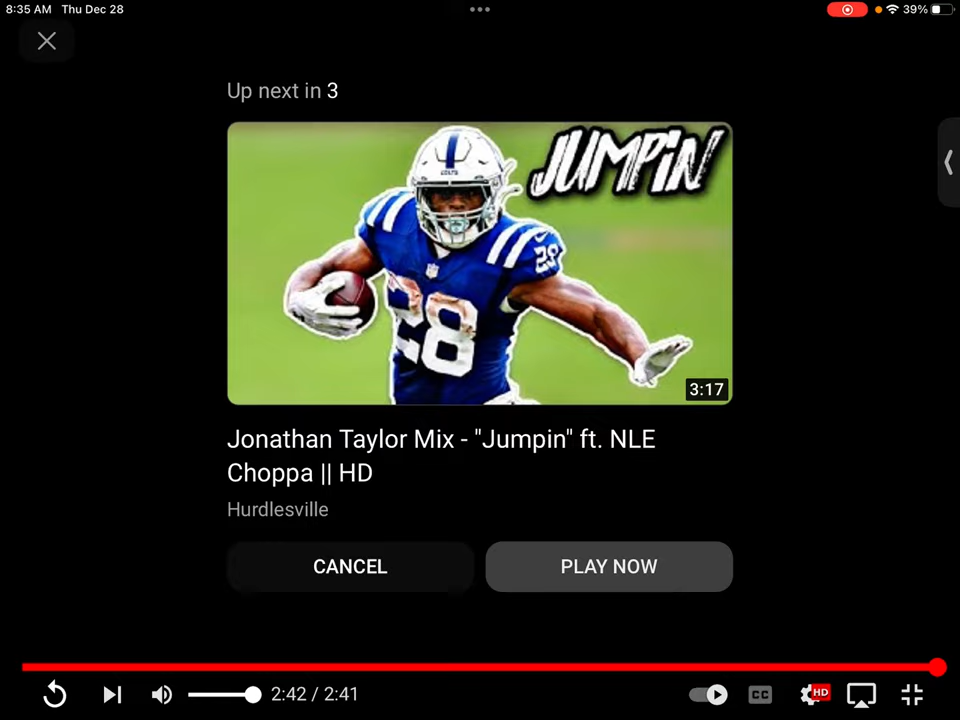 8:35 AM Thu Dec 28
39%
Up next in 3
JUMPiN
COLTS
28
28
3:17
Jonathan Taylor Mix - "Jumpin" ft. NLE
Choppa || HD
Hurdlesville
CANCEL
PLAY NOW
2:42 / 2:41
CC
HD